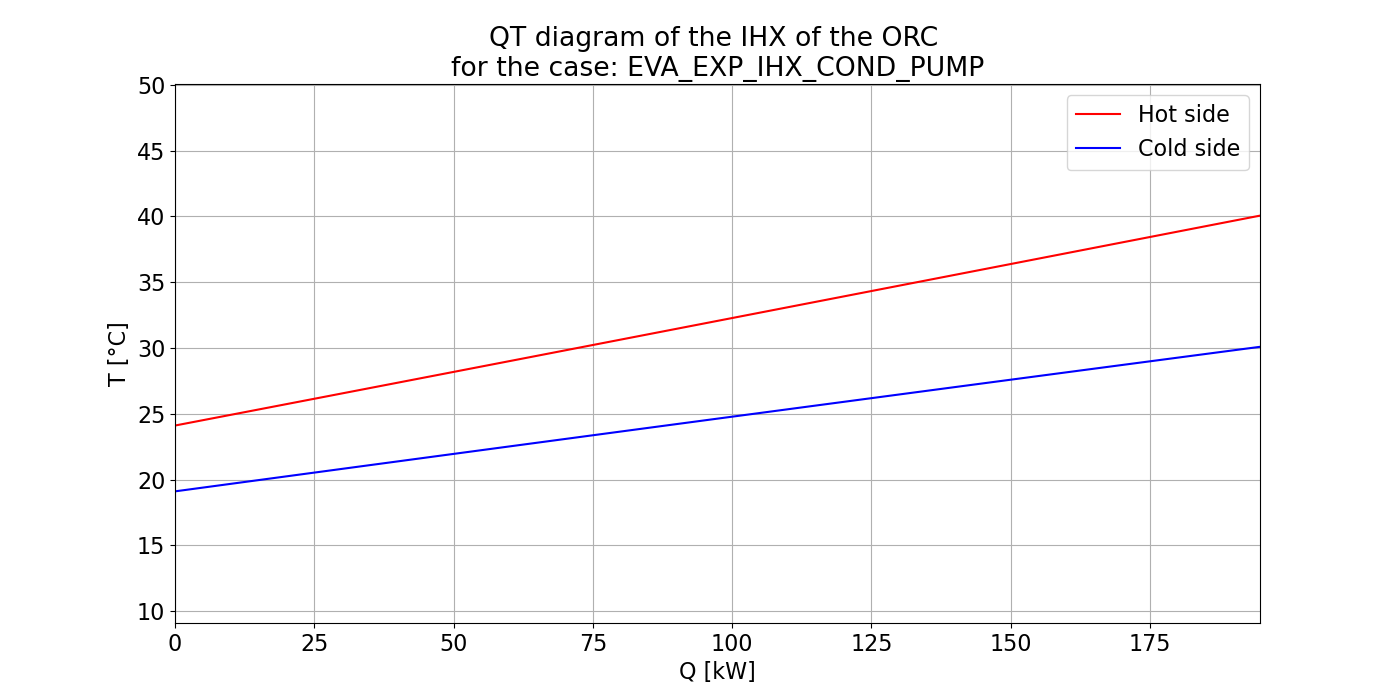 QT diagram of the IHX of the ORC
for the case: EVA_EXP_IHX_COND_PUMP
50
45
40
35
30
25
20
15
10
T [°C]
Hot side
Cold side
0 25 50 75 100 125 150 175
Q [kW]